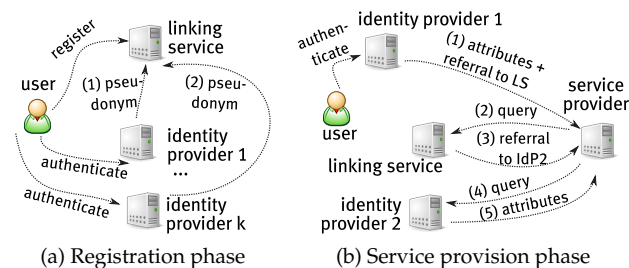 register
linking
service
user
(1) pseu-
donym
(2) pseu-
donym
authenticate
identity
provider 1
...
authenticate
identity
provider k
(a) Registration phase
identity provider 1
authen-
ticate
(1) attributes +
referral to LS
service
provider
user
(2) query
(3) referral
to IdP2
linking service
(4) query
identity
provider 2
(5) attributes
(b) Service provision phase